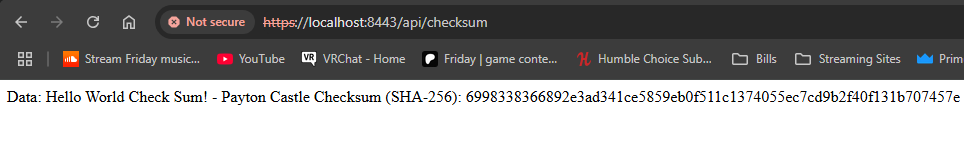 Not secure https://localhost:8443/api/checksum
Stream Friday music... YouTube VRChat - Home Friday | game conte... Humble Choice Sub... Bills Streaming Sites Prim
Data: Hello World Check Sum! - Payton Castle Checksum (SHA-256): 6998338366892e3ad341ce5859eb0f511c1374055ec7cd9b2f40f131b707457e